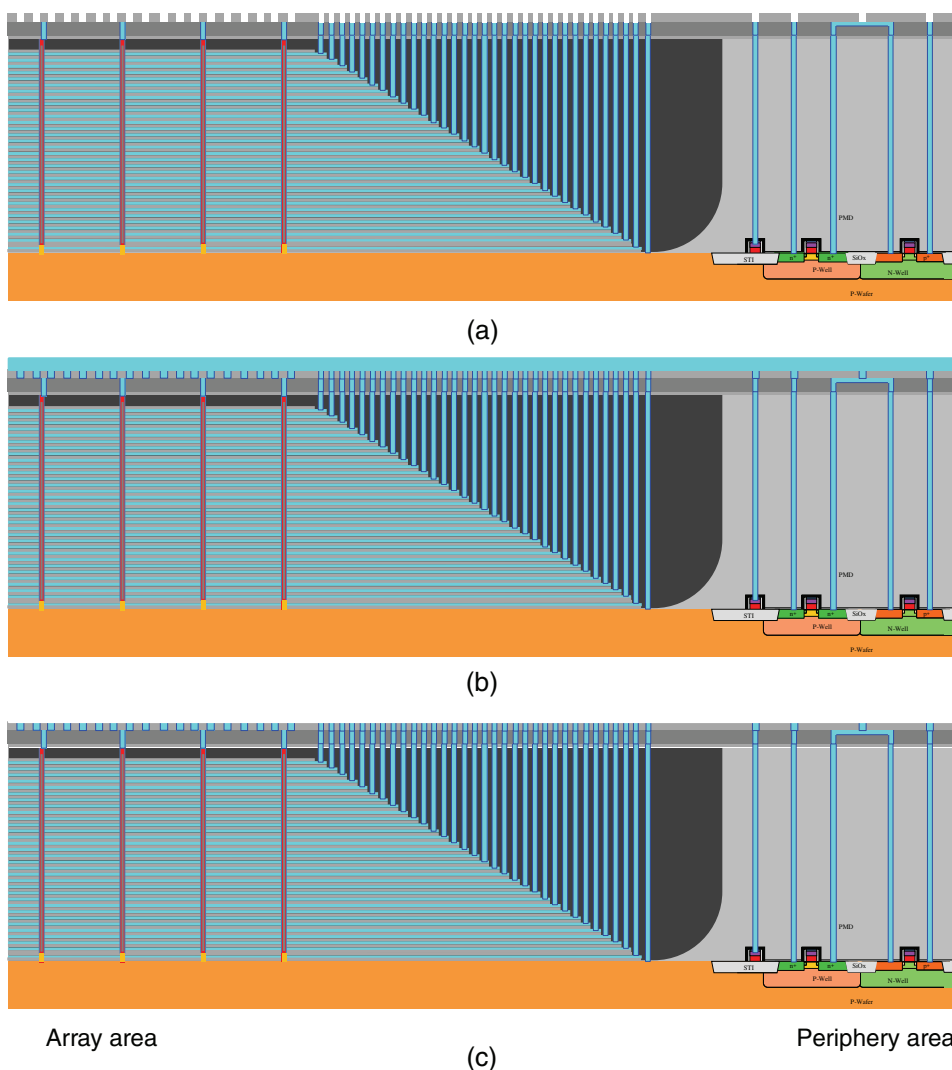 PMD
STI
n+
n+
SiOx
p+
P-Well
N-Well
P-Wafer
(a)
PMD
STI
n+
n+
SiOx
p+
P-Well
N-Well
P-Wafer
(b)
PMD
STI
n+
n+
SiOx
p+
P-Well
N-Well
P-Wafer
Array area
Periphery area
(c)